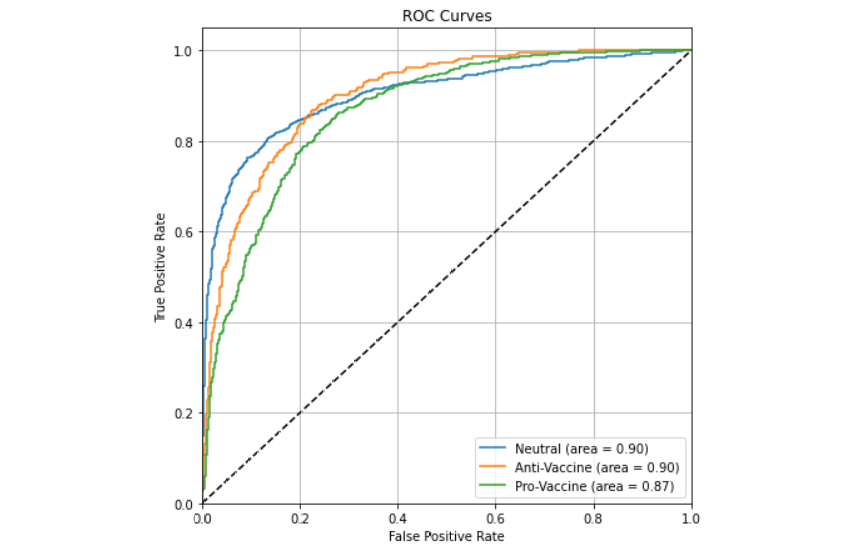 ROC Curves
1.0
0.8
0.6
0.4
0.2
0.0
True Positive Rate
Neutral (area = 0.90)
Anti-Vaccine (area = 0.90)
Pro-Vaccine (area = 0.87)
0.0 0.2 0.4 0.6 0.8 1.0
False Positive Rate